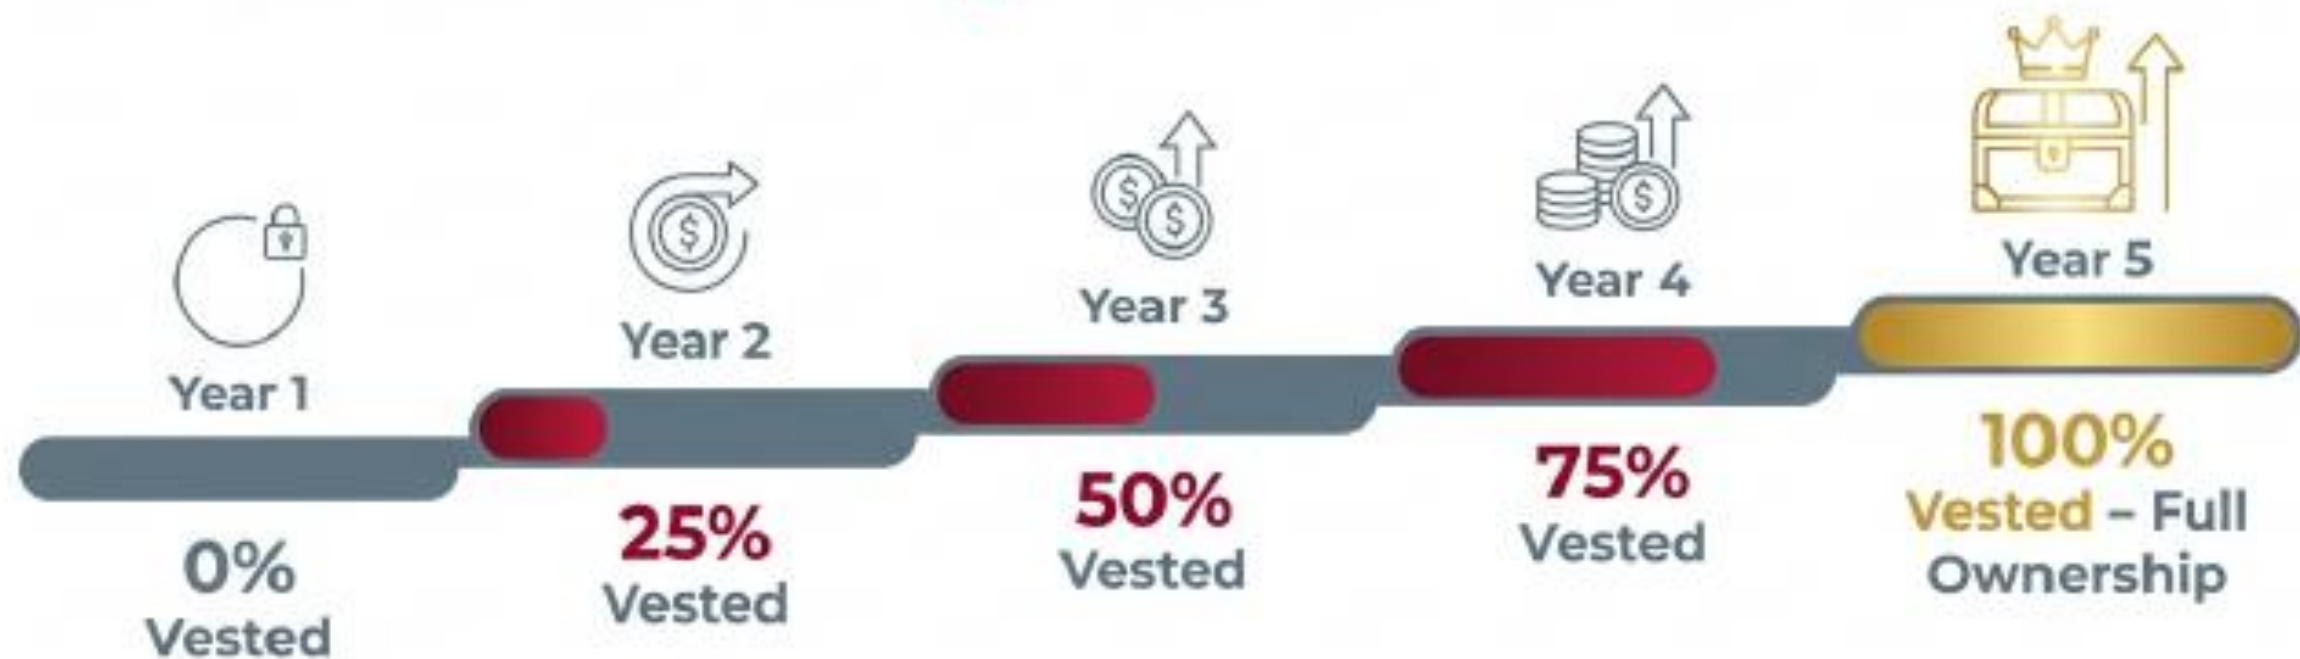 Year 1
0%
Vested
Year 2
25%
Vested
Year 3
50%
Vested
Year 4
75%
Vested
Year 5
100%
Vested – Full
Ownership